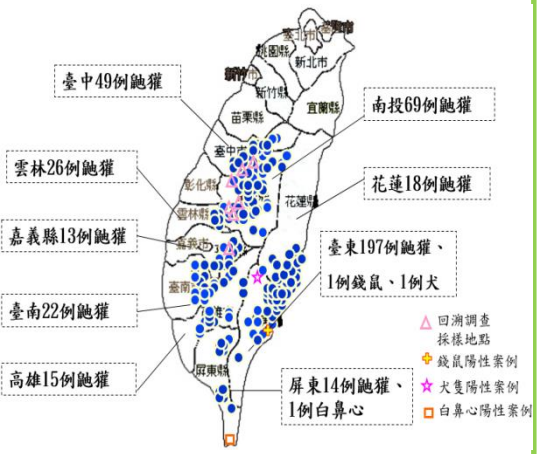 臺北市
桃園縣
新北市
新竹市
新竹縣
宜蘭縣
苗栗縣
臺中49例鼬獾
南投69例鼬獾
臺中市
雲林26例鼬獾
彰化縣
花蓮18例鼬獾
花蓮縣
雲林縣
嘉義縣13例鼬獾
嘉義市
臺東197例鼬獾、
1例錢鼠、1例犬
臺南
臺南22例鼬獾
回溯調查
採樣地點
錢鼠陽性案例
屏東縣
高雄15例鼬獾
屏東14例鼬獾、
1例白鼻心
犬隻陽性案例
白鼻心陽性案例